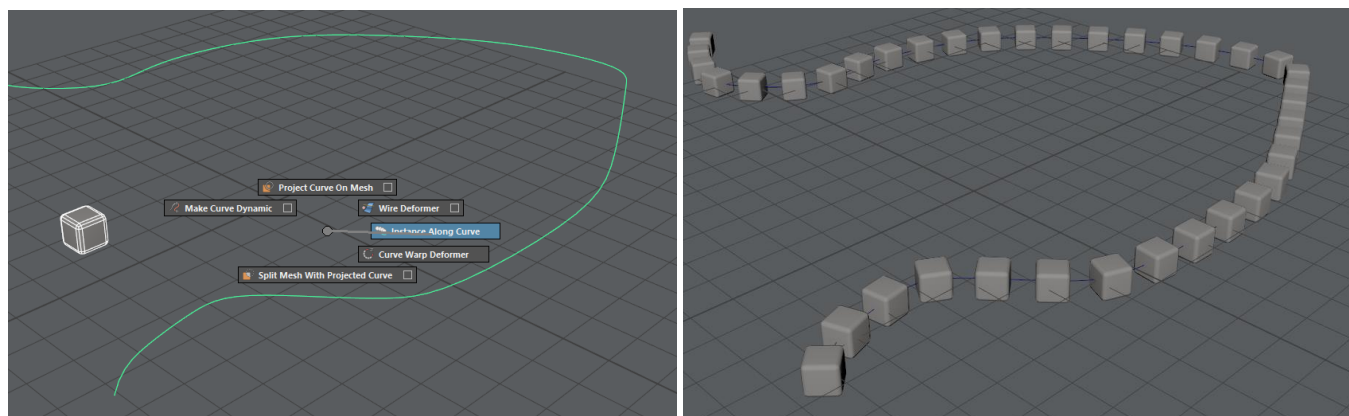 Project Curve On Mesh
Make Curve Dynamic
Wire Deformer
Instance Along Curve
Curve Warp Deformer
Split Mesh With Projected Curve